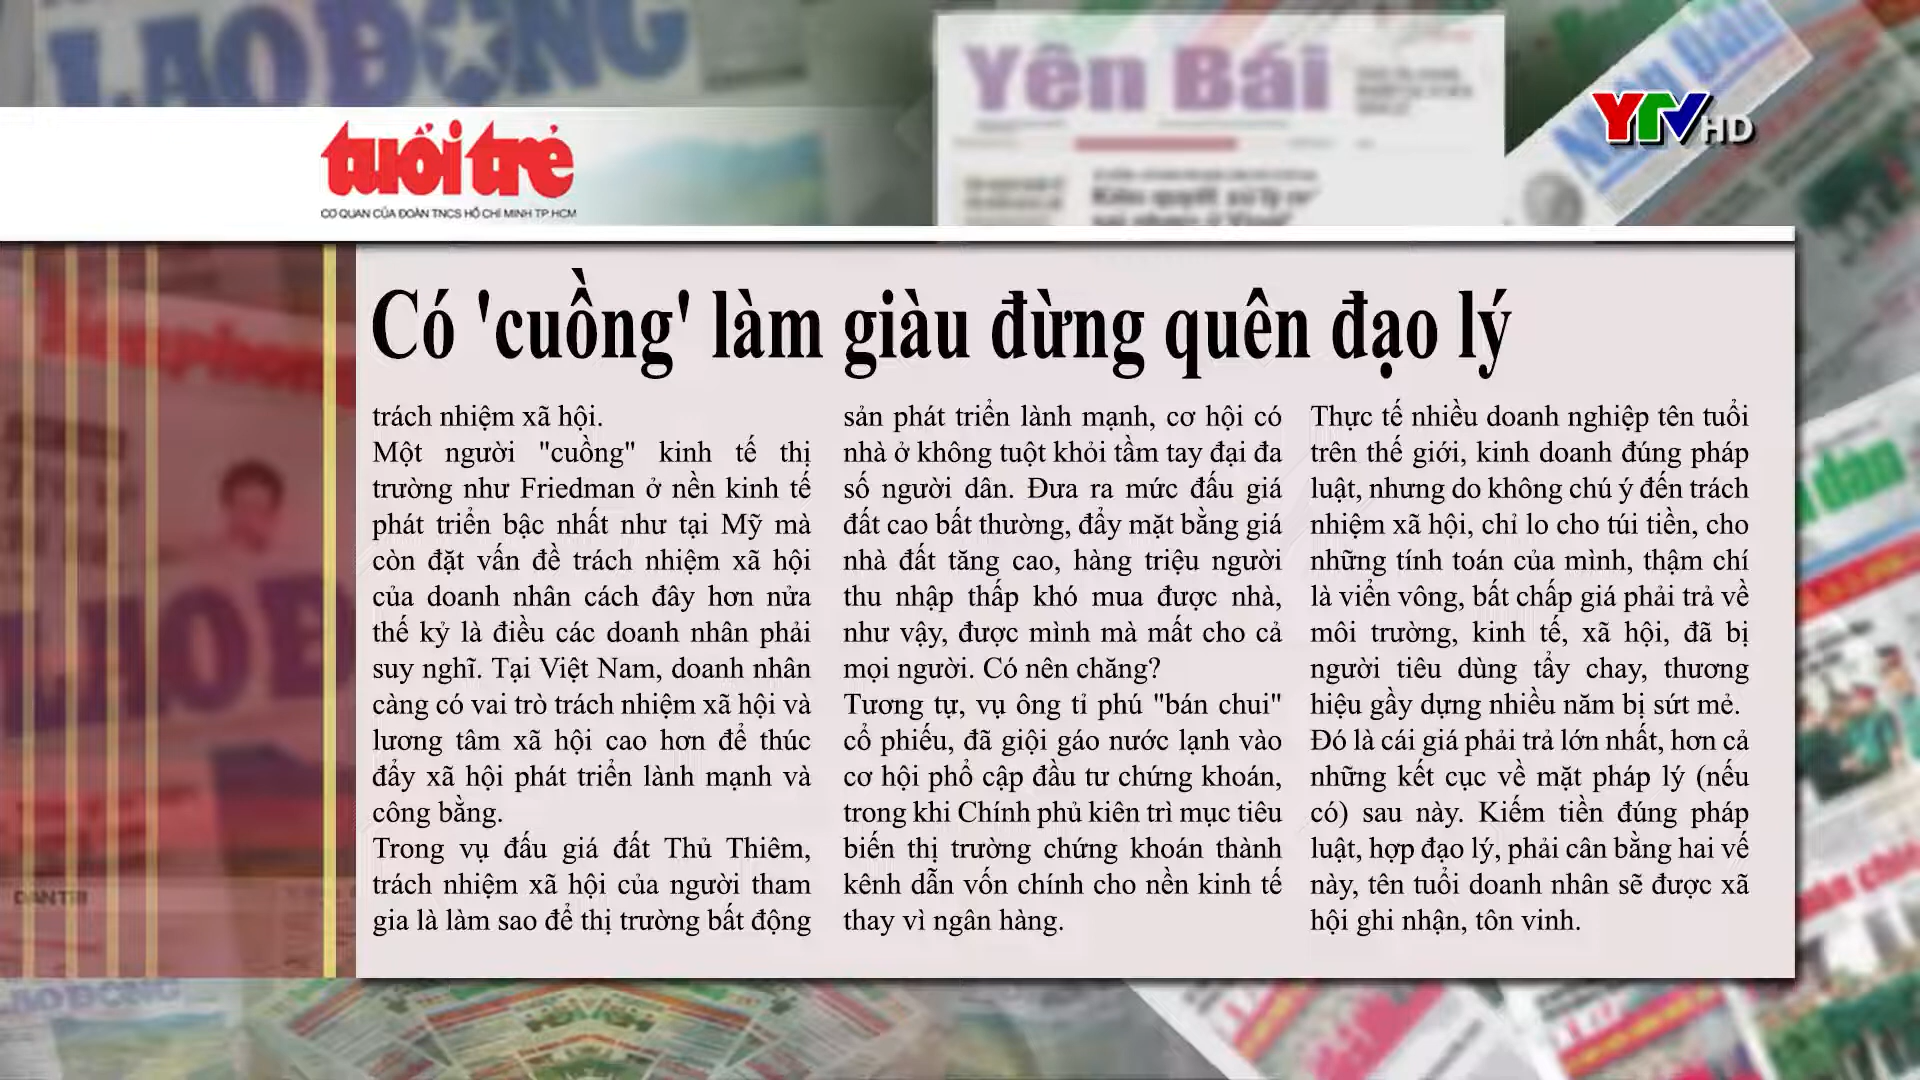 LAO ĐỘNG
Yên Bái
Nhân Dân
YTV HD
tuổi trẻ
CƠ QUAN CỦA ĐOÀN TNCS HỒ CHÍ MINH TP.HCM
Có 'cuồng' làm giàu đừng quên đạo lý
trách nhiệm xã hội.
Một người "cuồng" kinh tế thị
trường như Friedman ở nền kinh tế
phát triển bậc nhất như tại Mỹ mà
còn đặt vấn đề trách nhiệm xã hội
của doanh nhân cách đây hơn nửa
thế kỷ là điều các doanh nhân phải
suy nghĩ. Tại Việt Nam, doanh nhân
càng có vai trò trách nhiệm xã hội và
lương tâm xã hội cao hơn để thúc
đẩy xã hội phát triển lành mạnh và
công bằng.
Trong vụ đấu giá đất Thủ Thiêm,
trách nhiệm xã hội của người tham
gia là làm sao để thị trường bất động
sản phát triển lành mạnh, cơ hội có
nhà ở không tuột khỏi tầm tay đại đa
số người dân. Đưa ra mức đấu giá
đất cao bất thường, đẩy mặt bằng giá
nhà đất tăng cao, hàng triệu người
thu nhập thấp khó mua được nhà,
như vậy, được mình mà mất cho cả
mọi người. Có nên chăng?
Tương tự, vụ ông tỉ phú "bán chui"
cổ phiếu, đã giội gáo nước lạnh vào
cơ hội phổ cập đầu tư chứng khoán,
trong khi Chính phủ kiên trì mục tiêu
biến thị trường chứng khoán thành
kênh dẫn vốn chính cho nền kinh tế
thay vì ngân hàng.
Thực tế nhiều doanh nghiệp tên tuổi
trên thế giới, kinh doanh đúng pháp
luật, nhưng do không chú ý đến trách
nhiệm xã hội, chỉ lo cho túi tiền, cho
những tính toán của mình, thậm chí
là viển vông, bất chấp giá phải trả về
môi trường, kinh tế, xã hội, đã bị
người tiêu dùng tẩy chay, thương
hiệu gầy dựng nhiều năm bị sứt mẻ.
Đó là cái giá phải trả lớn nhất, hơn cả
những kết cục về mặt pháp lý (nếu
có) sau này. Kiếm tiền đúng pháp
luật, hợp đạo lý, phải cân bằng hai vế
này, tên tuổi doanh nhân sẽ được xã
hội ghi nhận, tôn vinh.
LAO Đ
DANTRI
LAO ĐỘNG